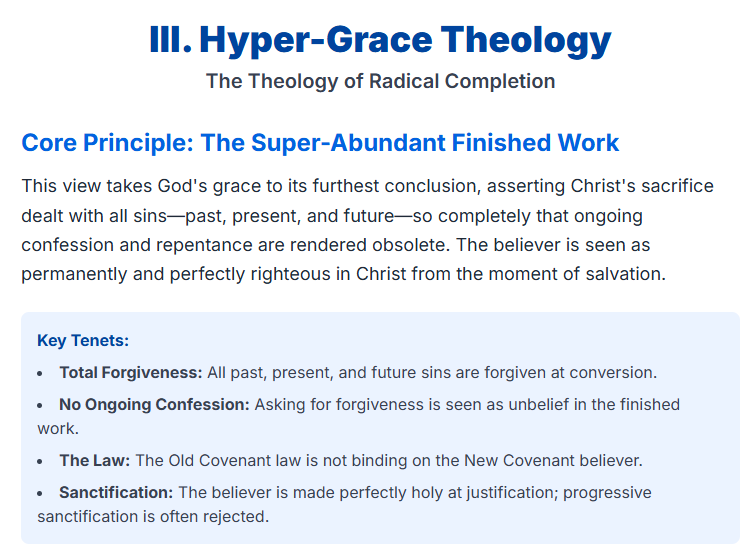 III. Hyper-Grace Theology
The Theology of Radical Completion
Core Principle: The Super-Abundant Finished Work
This view takes God's grace to its furthest conclusion, asserting Christ's sacrifice
dealt with all sins—past, present, and future—so completely that ongoing
confession and repentance are rendered obsolete. The believer is seen as
permanently and perfectly righteous in Christ from the moment of salvation.
Key Tenets:
• Total Forgiveness: All past, present, and future sins are forgiven at conversion.
• No Ongoing Confession: Asking for forgiveness is seen as unbelief in the finished
work.
• The Law: The Old Covenant law is not binding on the New Covenant believer.
• Sanctification: The believer is made perfectly holy at justification; progressive
sanctification is often rejected.